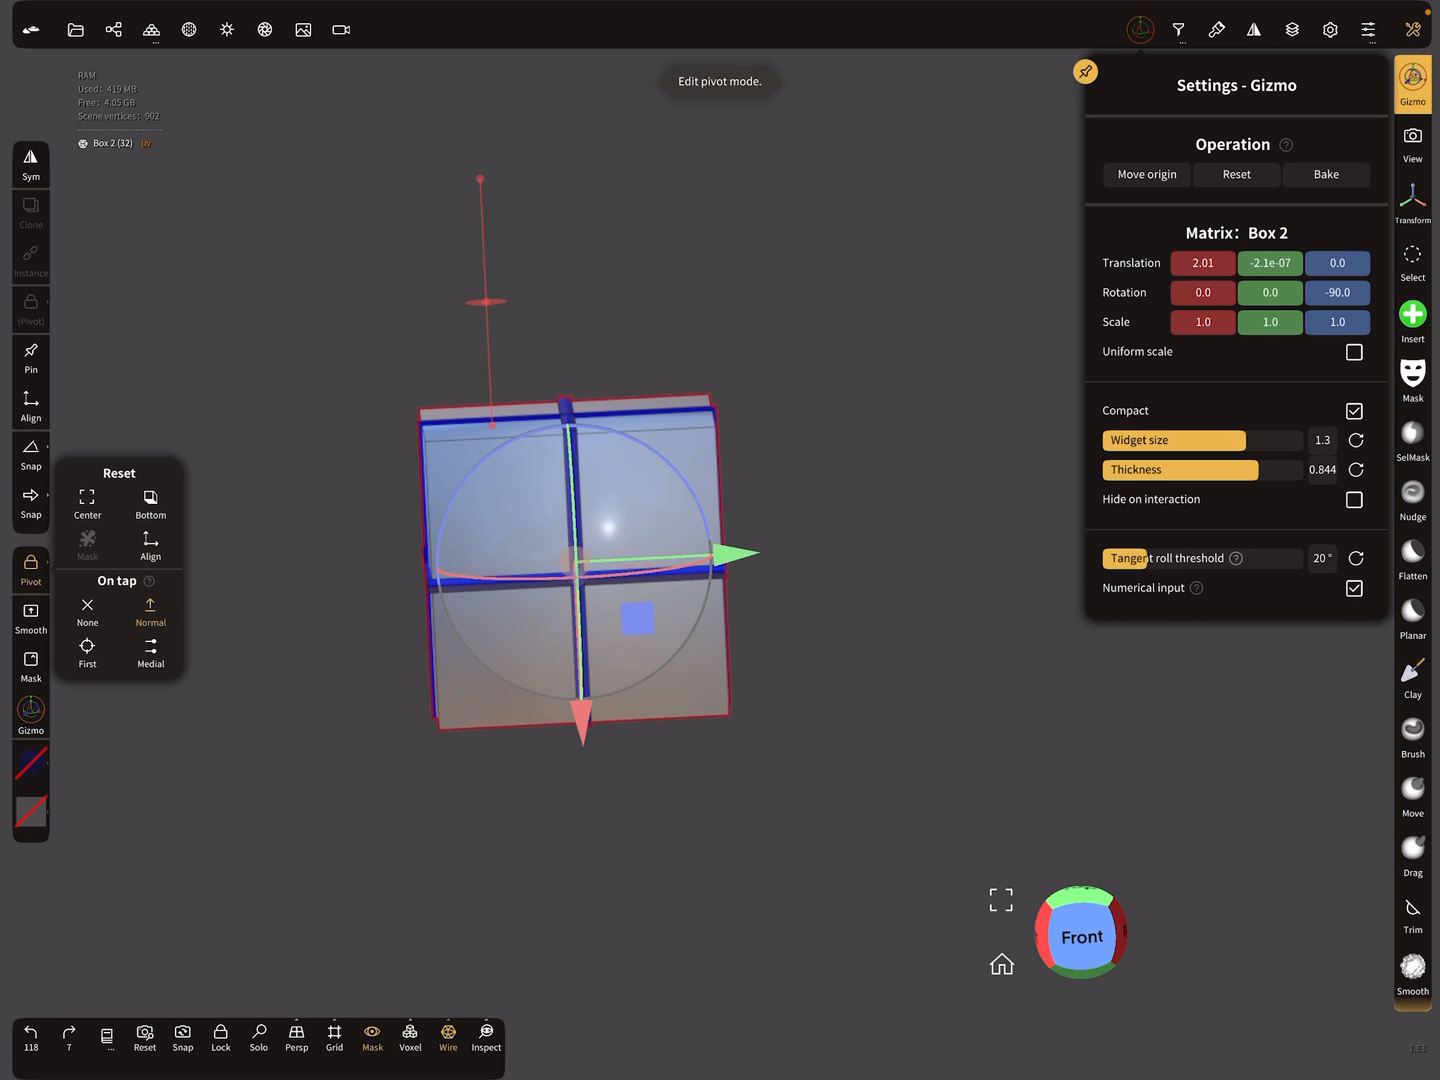 RAM
Used: 419 MB
Free: 4.05 GB
Scene vertices: 902
Box 2 (32) UV
Edit pivot mode.
Settings - Gizmo
Operation ?
Move origin Reset Bake
Matrix: Box 2
Translation 2.01 -2.1e-07 0.0
Rotation 0.0 0.0 -90.0
Scale 1.0 1.0 1.0
Uniform scale
Compact
Widget size 1.3
Thickness 0.844
Hide on interaction
Tangent roll threshold ? 20 °
Numerical input ?
Sym
Clone
Instance
(Pivot)
Pin
Align
Snap
Snap
Pivot
Smooth
Mask
Gizmo
Reset
Center Bottom
Mask Align
On tap ?
None Normal
First Medial
Gizmo
View
Transform
Select
Insert
Mask
SelMask
Nudge
Flatten
Planar
Clay
Brush
Move
Drag
Trim
Smooth
Front
118 7 ... Reset Snap Lock Solo Persp Grid Mask Voxel Wire Inspect
1.83